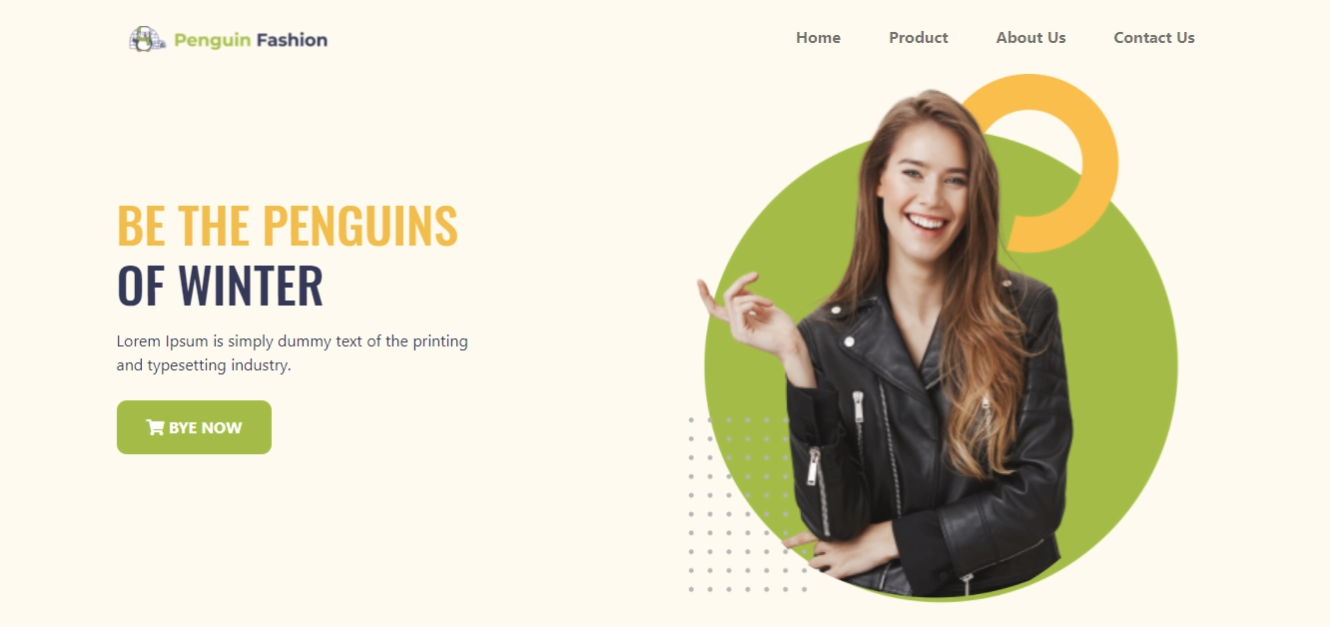 Penguin Fashion
Home Product About Us Contact Us
BE THE PENGUINS
OF WINTER
Lorem Ipsum is simply dummy text of the printing
and typesetting industry.
BYE NOW